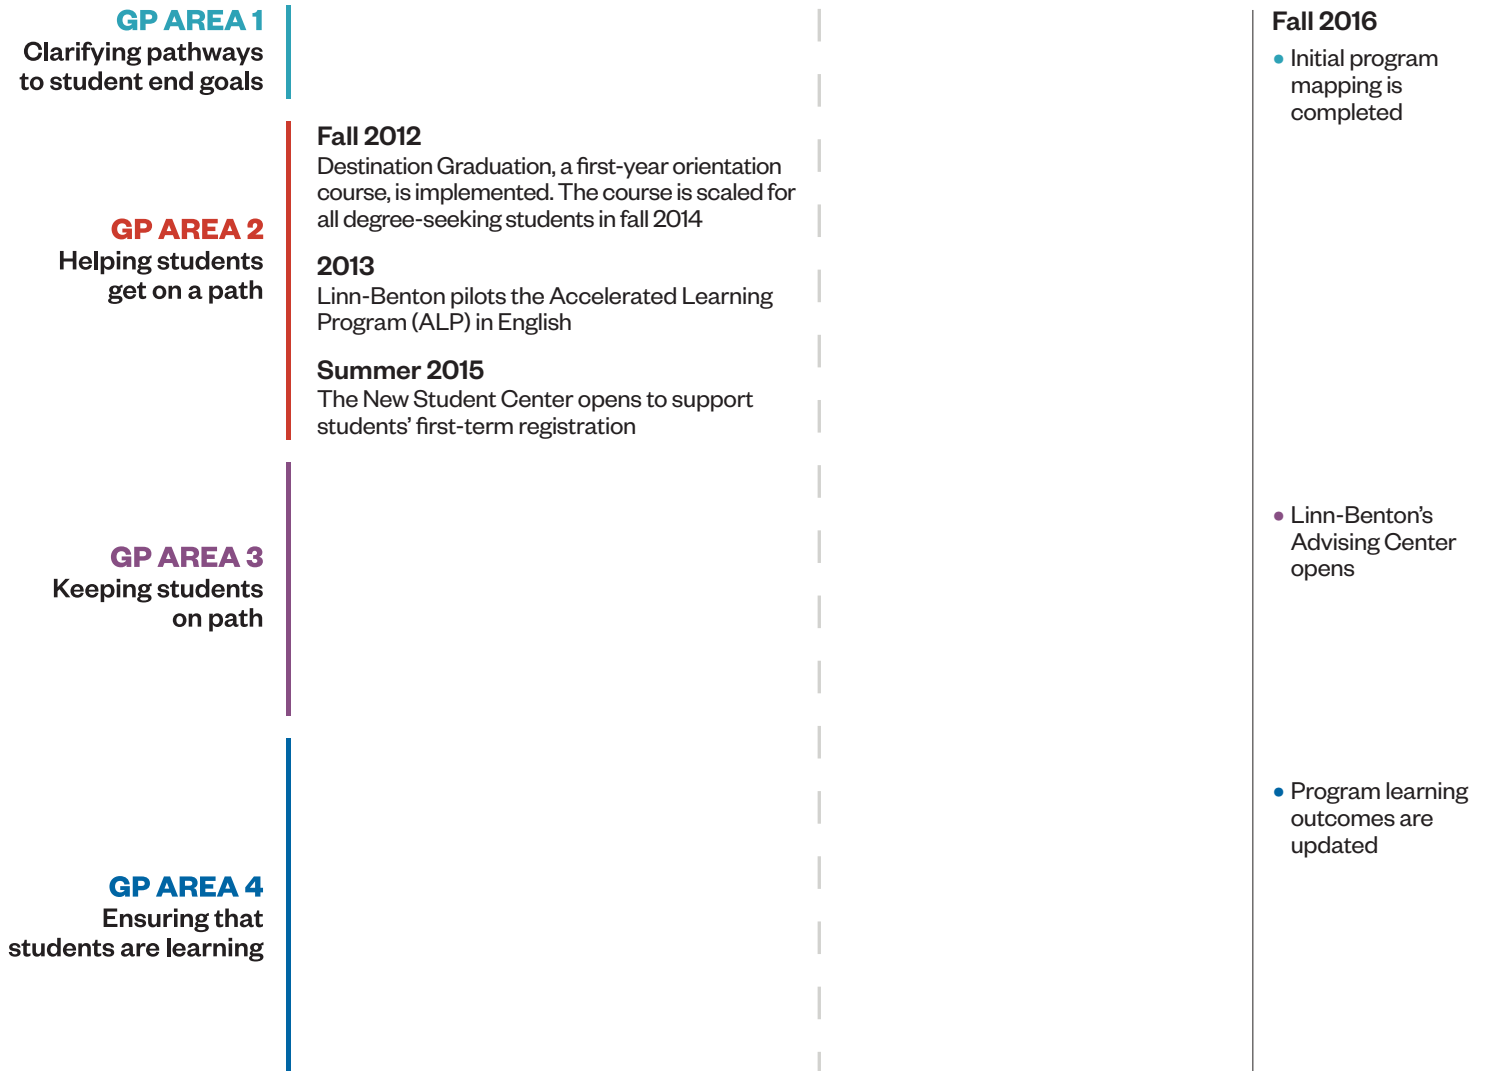 GP AREA 1
Clarifying pathways
to student end goals
Fall 2016
• Initial program
mapping is
completed
GP AREA 2
Helping students
get on a path
Fall 2012
Destination Graduation, a first-year orientation
course, is implemented. The course is scaled for
all degree-seeking students in fall 2014
2013
Linn-Benton pilots the Accelerated Learning
Program (ALP) in English
Summer 2015
The New Student Center opens to support
students’ first-term registration
GP AREA 3
Keeping students
on path
• Linn-Benton’s
Advising Center
opens
GP AREA 4
Ensuring that
students are learning
• Program learning
outcomes are
updated